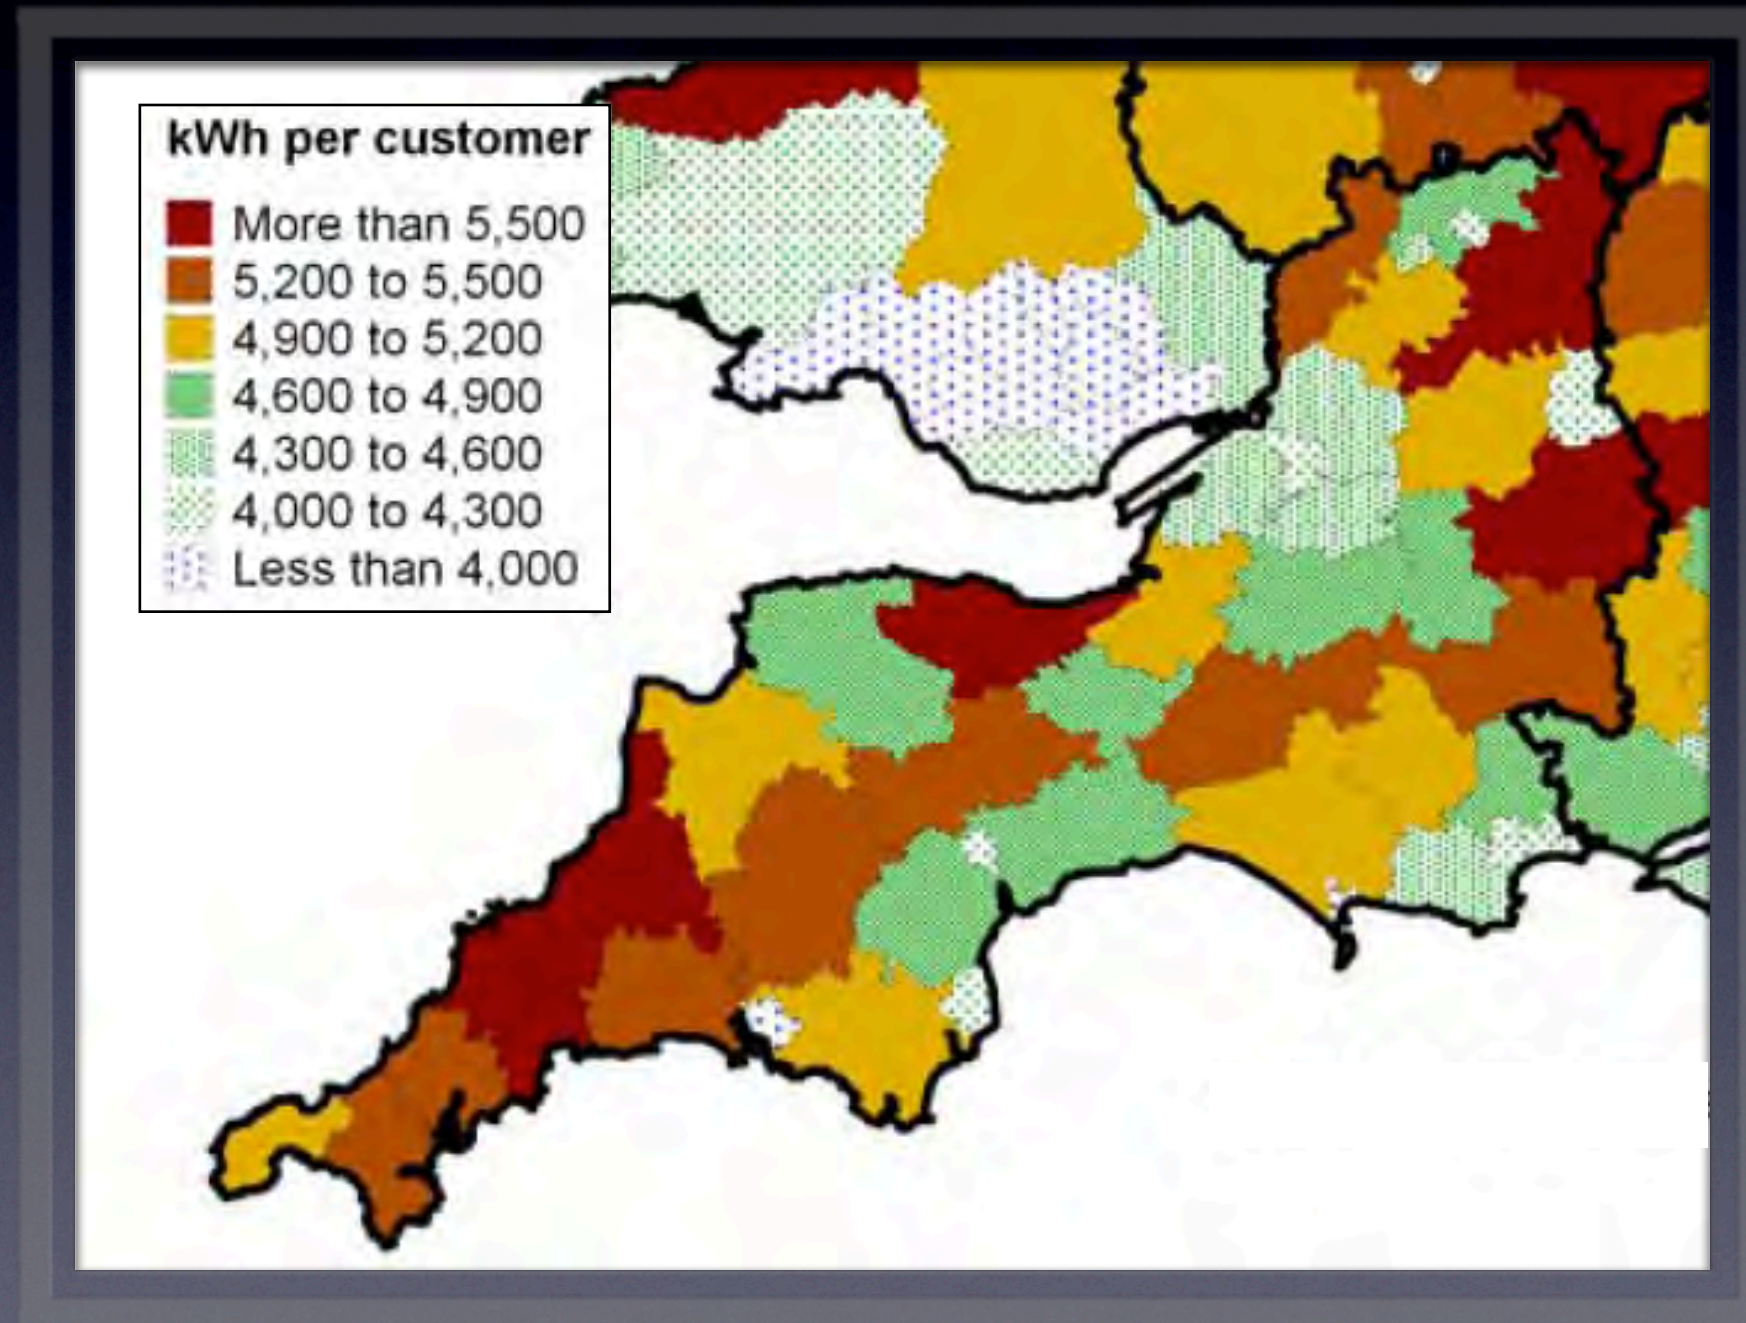 kWh per customer
More than 5,500
5,200 to 5,500
4,900 to 5,200
4,600 to 4,900
4,300 to 4,600
4,000 to 4,300
Less than 4,000